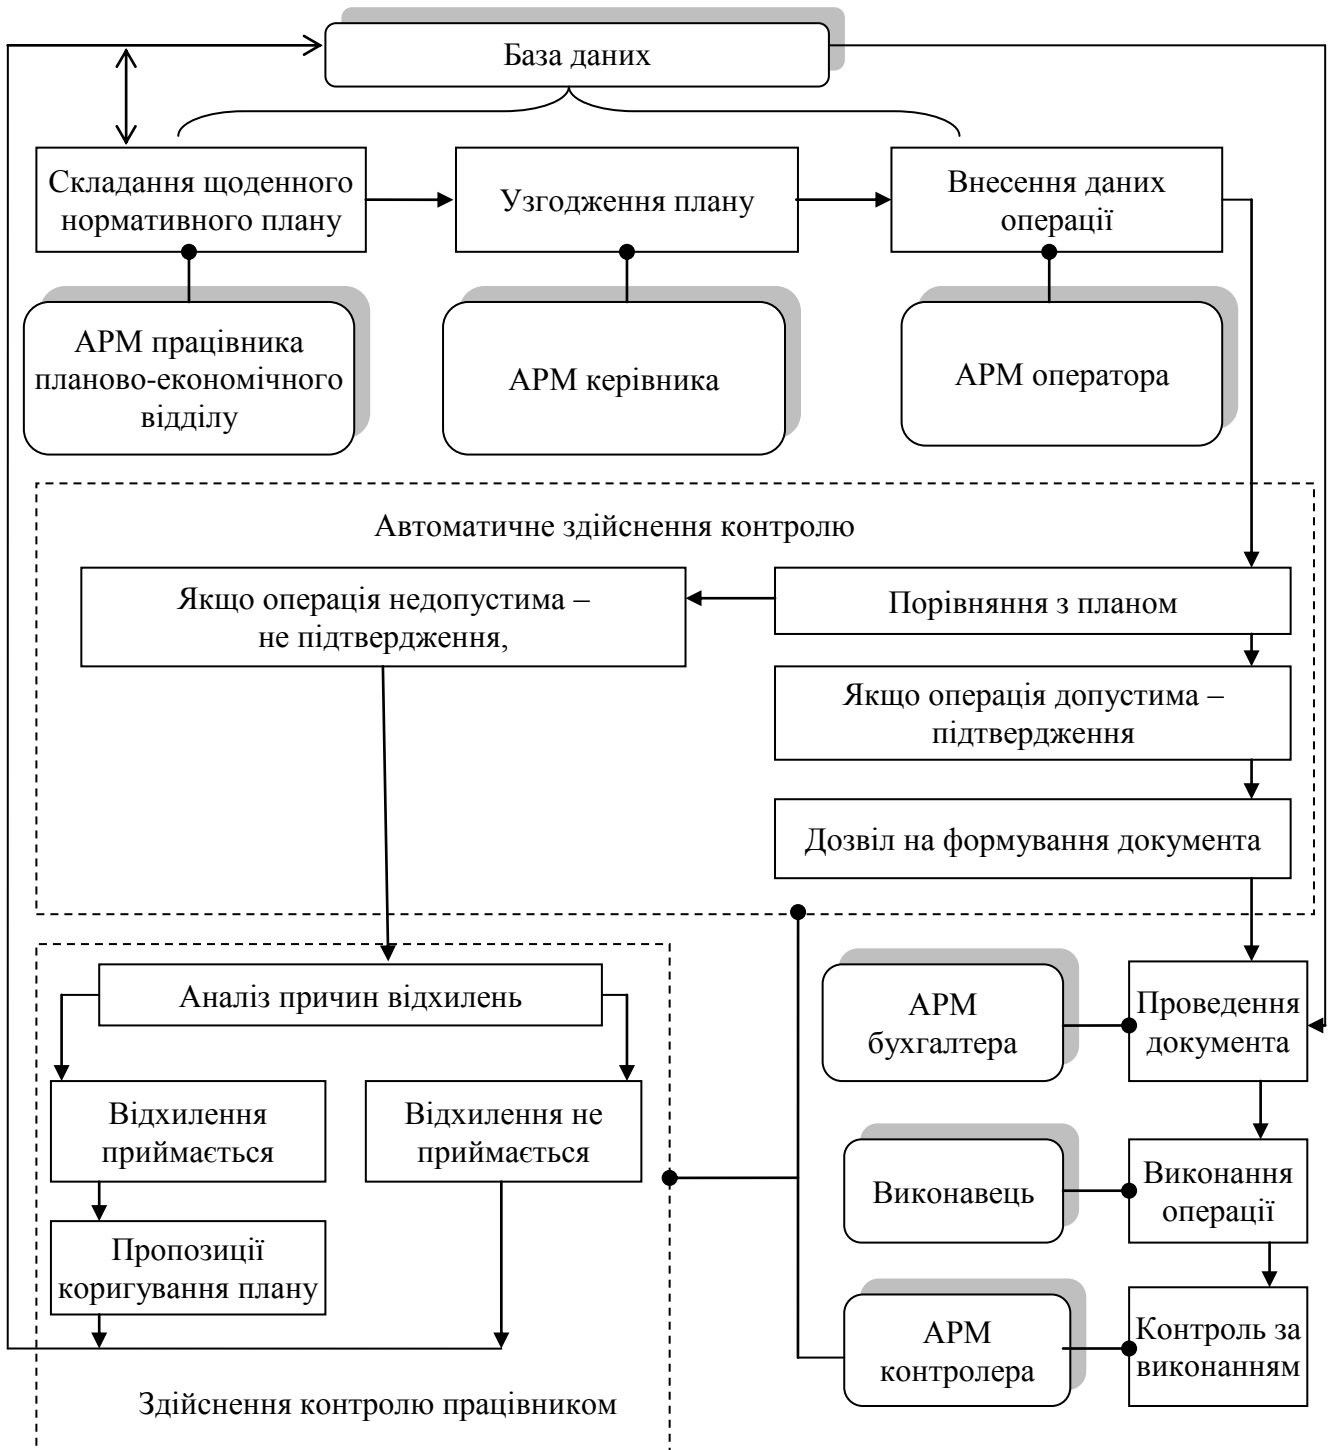 База даних
Складання щоденного
нормативного плану
Узгодження плану
Внесення даних
операції
АРМ працівника
планово-економічного
відділу
АРМ керівника
АРМ оператора
Автоматичне здійснення контролю
Якщо операція недопустима –
не підтвердження,
Порівняння з планом
Якщо операція допустима –
підтвердження
Дозвіл на формування документа
Аналіз причин відхилень
АРМ
бухгалтера
Проведення
документа
Відхилення
приймається
Відхилення не
приймається
Виконавець
Виконання
операції
Пропозиції
коригування плану
АРМ
контролера
Контроль за
виконанням
Здійснення контролю працівником